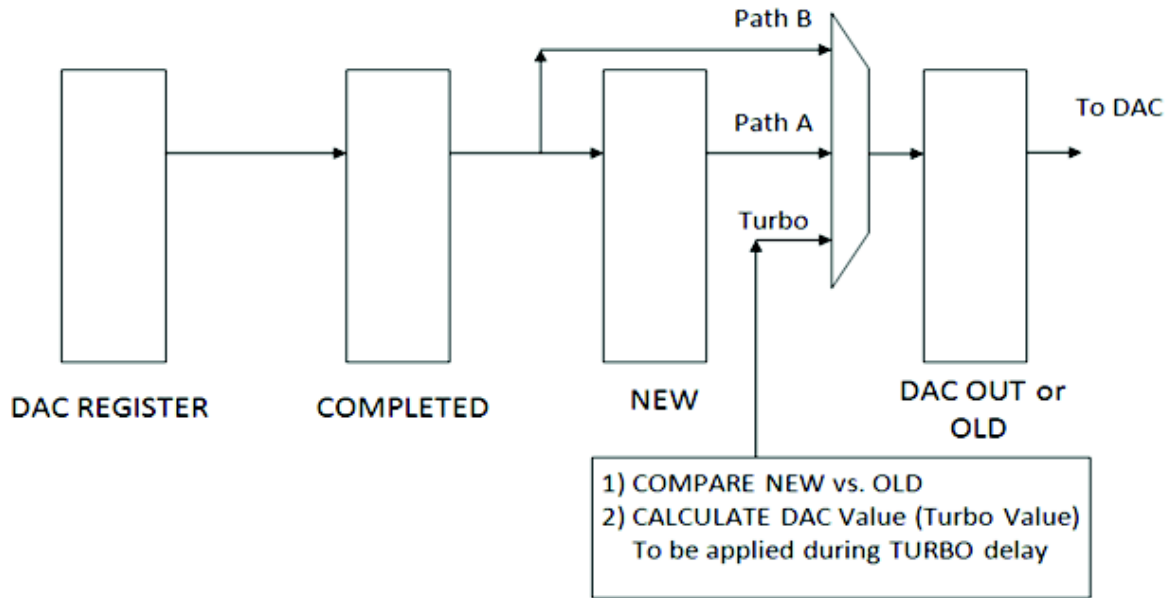 Path B
To DAC
Path A
Turbo
DAC REGISTER
COMPLETED
NEW
DAC OUT or
OLD
1) COMPARE NEW vs. OLD
2) CALCULATE DAC Value (Turbo Value)
To be applied during TURBO delay